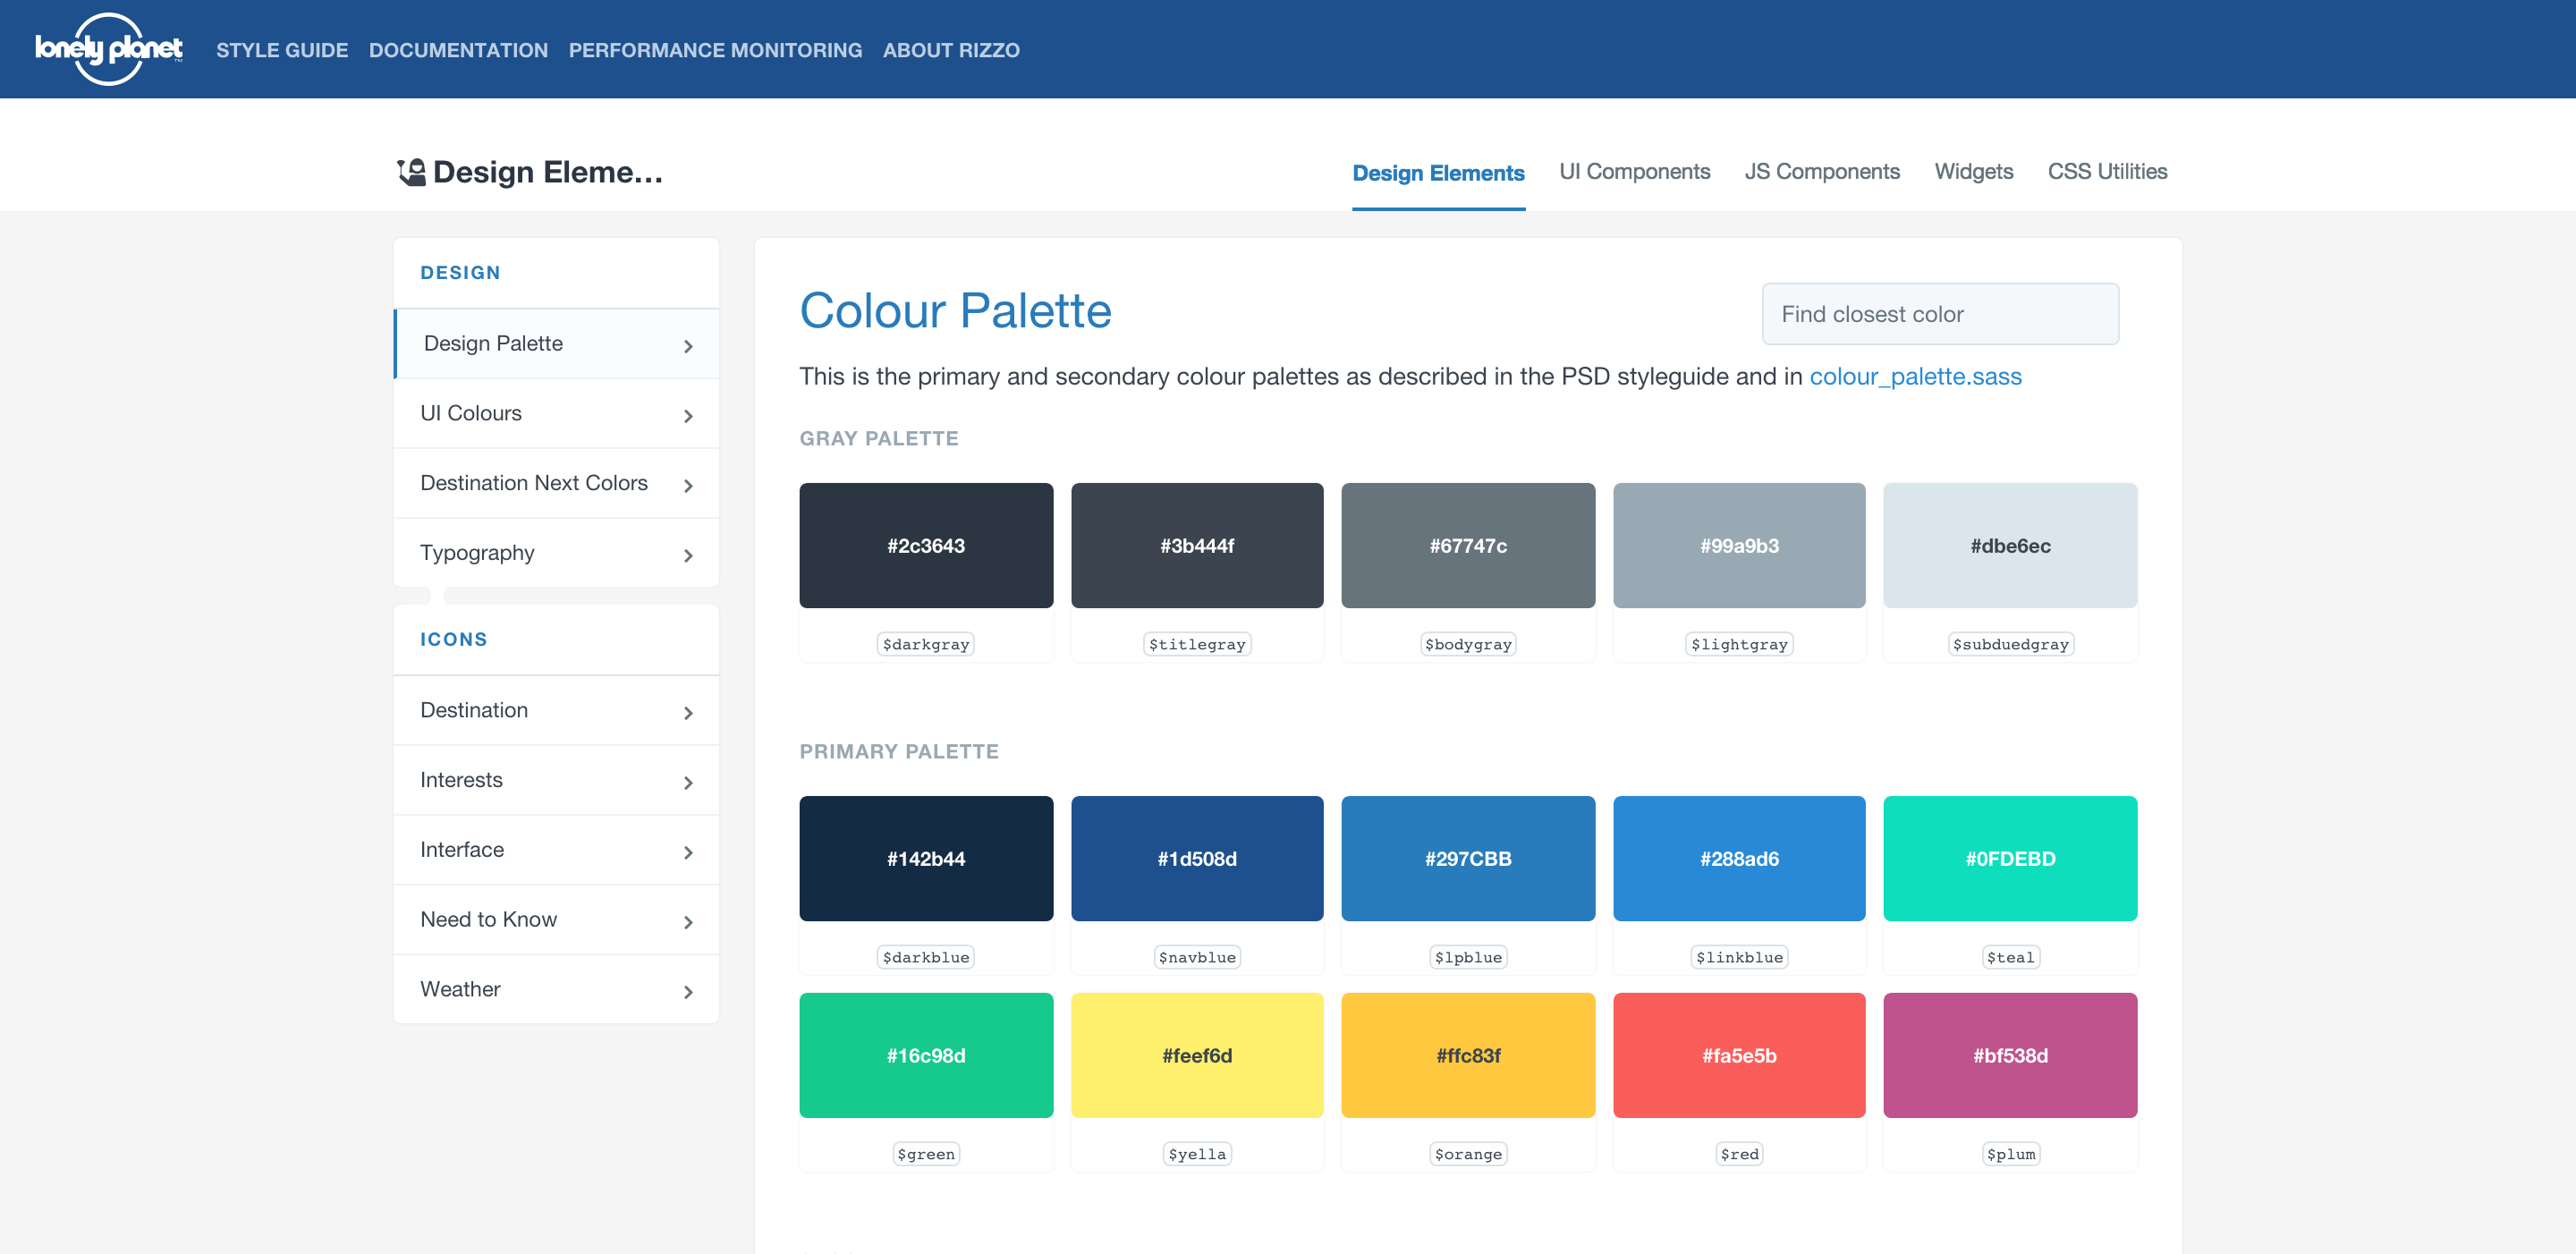 lonely planet
STYLE GUIDE DOCUMENTATION PERFORMANCE MONITORING ABOUT RIZZO
Design Eleme...
Design Elements UI Components JS Components Widgets CSS Utilities
DESIGN
Design Palette
UI Colours
Destination Next Colors
Typography
ICONS
Destination
Interests
Interface
Need to Know
Weather
Colour Palette
Find closest color
This is the primary and secondary colour palettes as described in the PSD styleguide and in colour_palette.sass
GRAY PALETTE
#2c3643 #3b444f #67747c #99a9b3 #dbe6ec
$darkgray $titlegray $bodygray $lightgray $subduedgray
PRIMARY PALETTE
#142b44 #1d508d #297CBB #288ad6 #0FDEBD
$darkblue $navblue $lpblue $linkblue $teal
#16c98d #feef6d #ffc83f #fa5e5b #bf538d
$green $yella $orange $red $plum